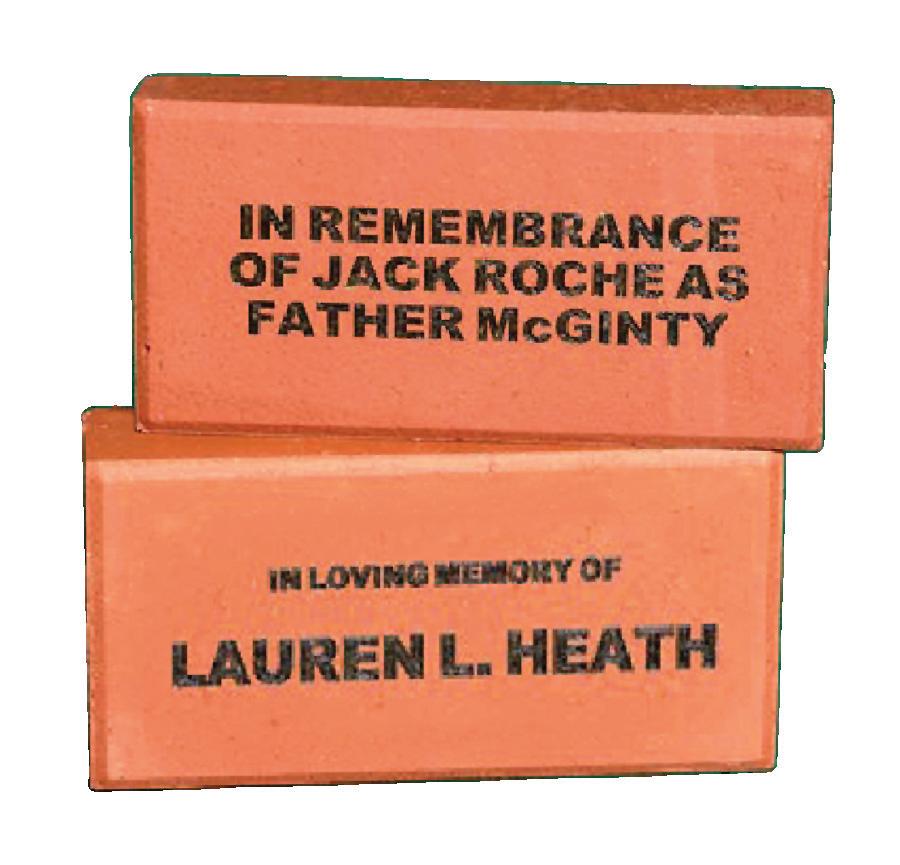 IN REMEMBRANCE
OF JACK ROCHE AS
FATHER McGINTY
IN LOVING MEMORY OF
LAUREN L. HEATH